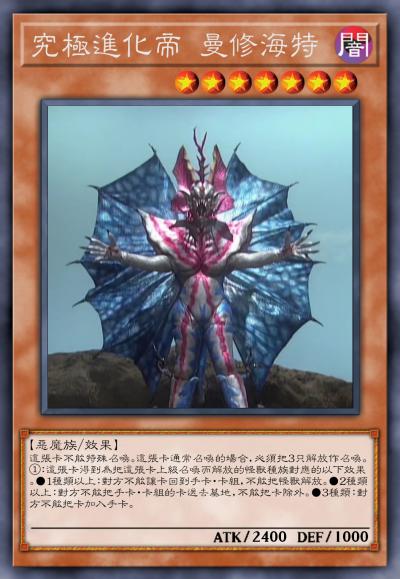 究極進化帝 曼修海特
闇
【惡魔族/效果】
這張卡不能特殊召喚。這張卡通常召喚的場合,必須把3只解放作召喚。
①:這張卡得到為把這張卡上級召喚而解放的怪獸種族對應的以下效果
。●1種類以上:對方不能讓卡回到手卡・卡組,不能把怪獸解放。●2種類
以上:對方不能把手卡・卡組的卡送去墓地,不能把卡除外。●3種類:對
方不能把卡加入手卡。
ATK/2400 DEF/1000